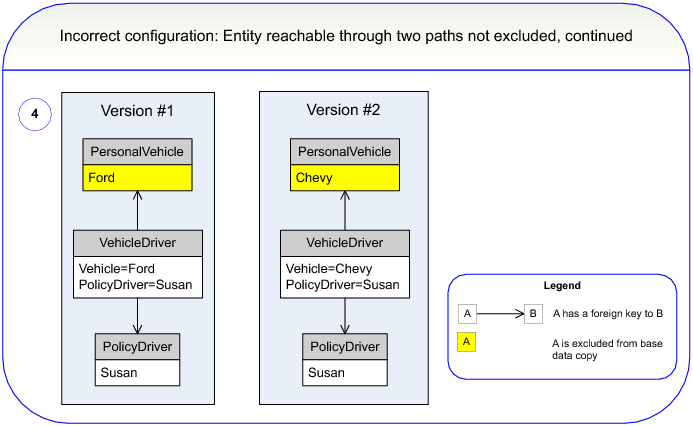 Incorrect configuration: Entity reachable through two paths not excluded, continued
4
Version #1
PersonalVehicle
Ford
VehicleDriver
Vehicle=Ford
PolicyDriver=Susan
PolicyDriver
Susan
Version #2
PersonalVehicle
Chevy
VehicleDriver
Vehicle=Chevy
PolicyDriver=Susan
PolicyDriver
Susan
Legend
A
B
A has a foreign key to B
A
A is excluded from base
data copy